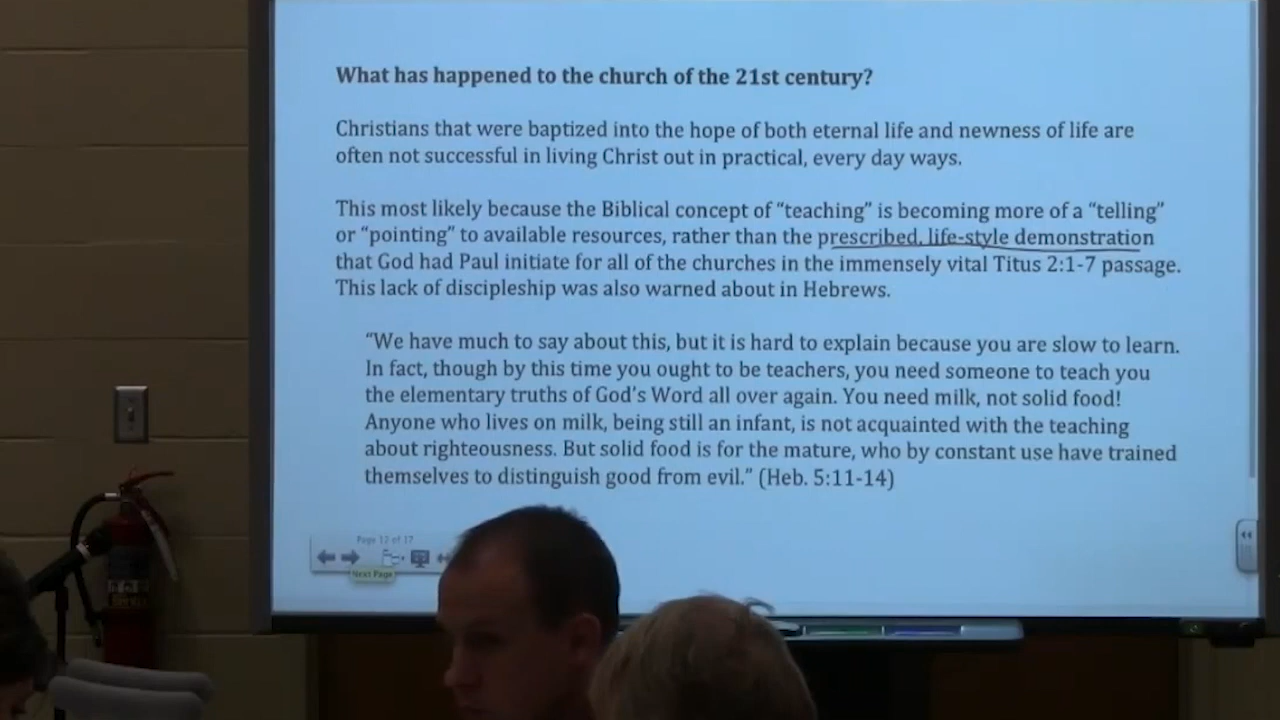 What has happened to the church of the 21st century?
Christians that were baptized into the hope of both eternal life and newness of life are
often not successful in living Christ out in practical, every day ways.
This most likely because the Biblical concept of “teaching” is becoming more of a “telling”
or “pointing” to available resources, rather than the prescribed, life-style demonstration
that God had Paul initiate for all of the churches in the immensely vital Titus 2:1-7 passage.
This lack of discipleship was also warned about in Hebrews.
“We have much to say about this, but it is hard to explain because you are slow to learn.
In fact, though by this time you ought to be teachers, you need someone to teach you
the elementary truths of God’s Word all over again. You need milk, not solid food!
Anyone who lives on milk, being still an infant, is not acquainted with the teaching
about righteousness. But solid food is for the mature, who by constant use have trained
themselves to distinguish good from evil.” (Heb. 5:11-14)
Page 12 of 17
Next Page